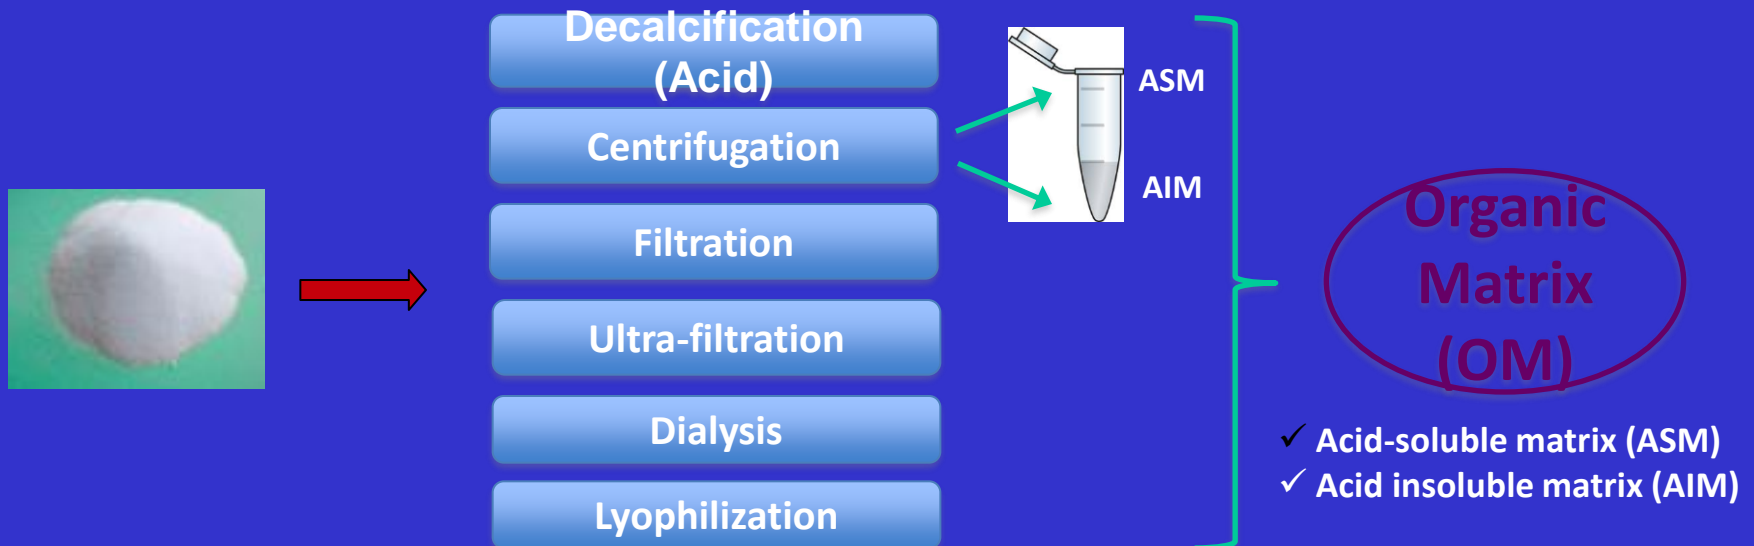 Decalcification
(Acid)
Centrifugation
Filtration
Ultra-filtration
Dialysis
Lyophilization
ASM
AIM
Organic
Matrix
(OM)
✓ Acid-soluble matrix (ASM)
✓ Acid insoluble matrix (AIM)